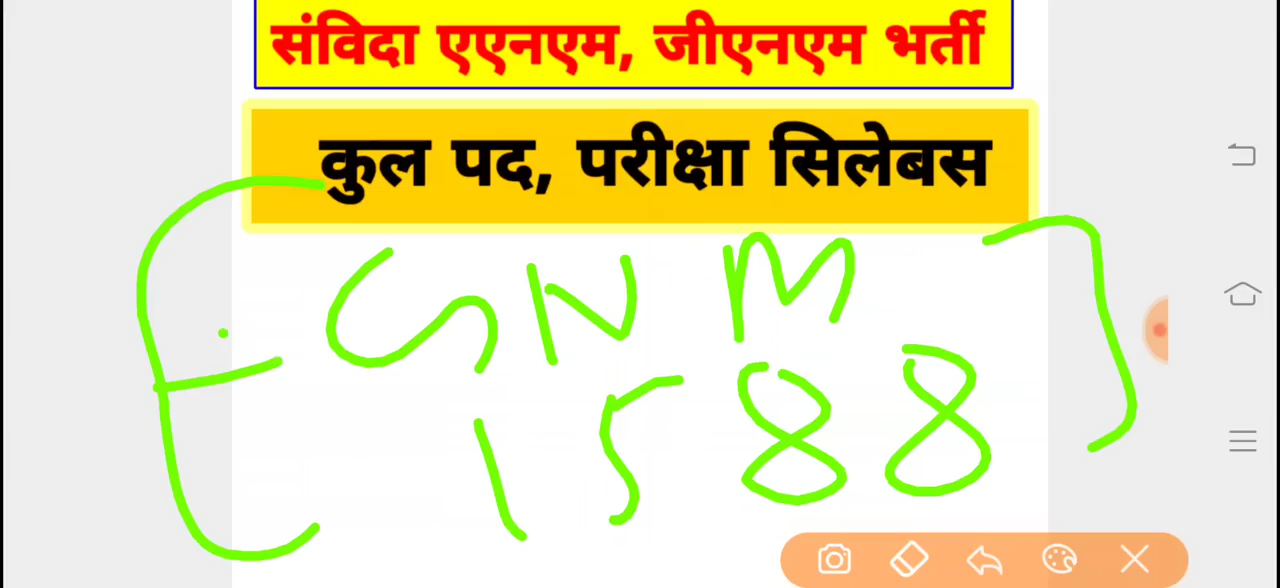 संविदा एएनएम, जीएनएम भर्ती
कुल पद, परीक्षा सिलेबस
GNM
1588